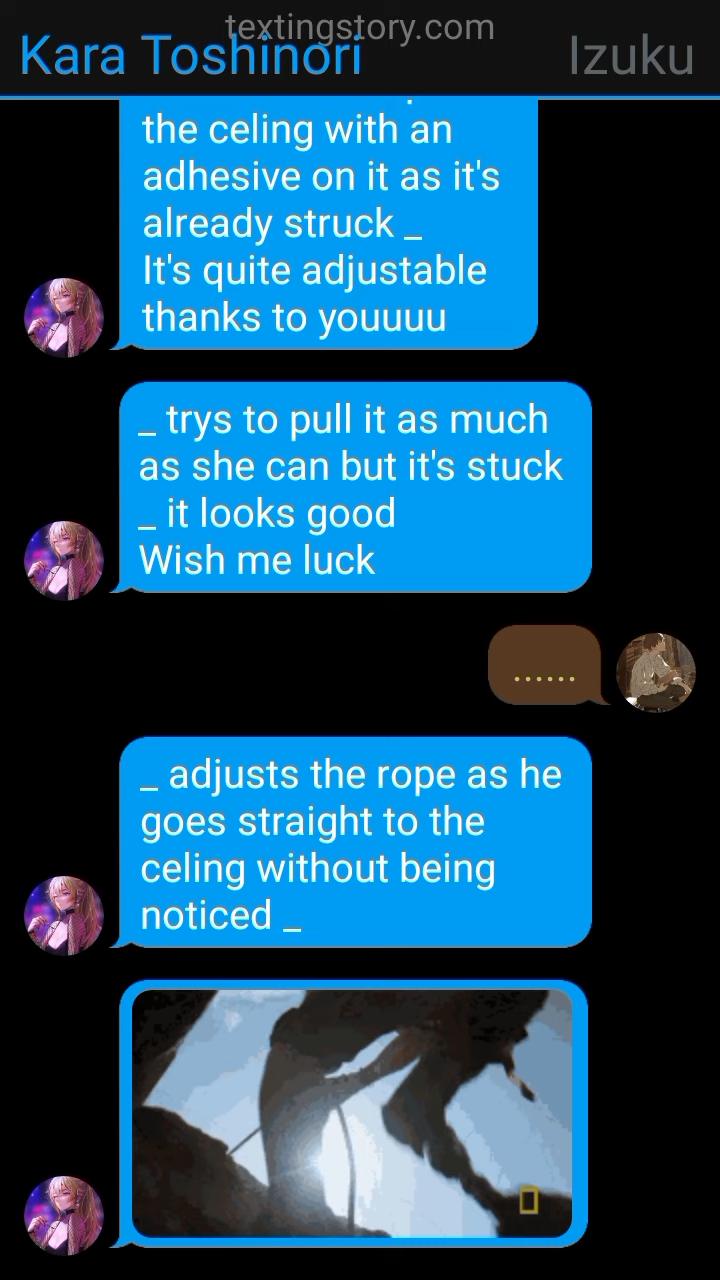 textingstory.com
Kara Toshinori
Izuku
the celing with an
adhesive on it as it's
already struck _
It's quite adjustable
thanks to youuuu
_ trys to pull it as much
as she can but it's stuck
_ it looks good
Wish me luck
......
_ adjusts the rope as he
goes straight to the
celing without being
noticed _